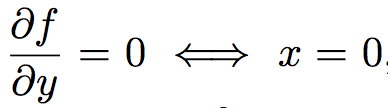 ∂f/∂y = 0 ⟺ x = 0,